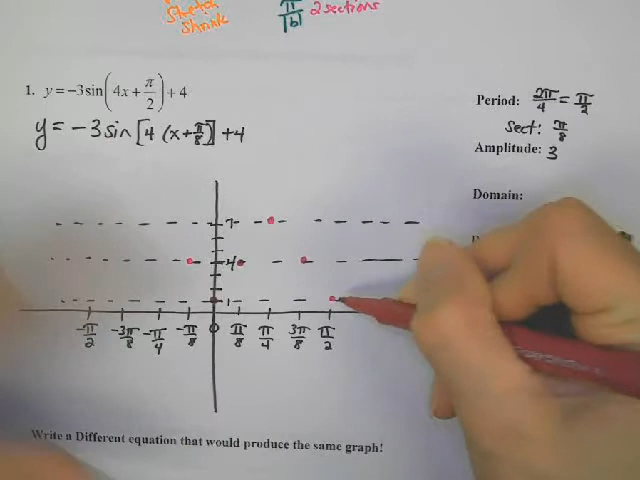 Stretch
Shrink
π/|b| 2 sections
1. y = −3sin(4x + π/2) + 4
y = −3sin[4(x + π/8)] + 4
Period: 2π/4 = π/2
Sect: π/8
Amplitude: 3
Domain:
7
4
1
-π/2 -3π/8 -π/4 -π/8 0 π/8 π/4 3π/8 π/2
Write a Different equation that would produce the same graph!